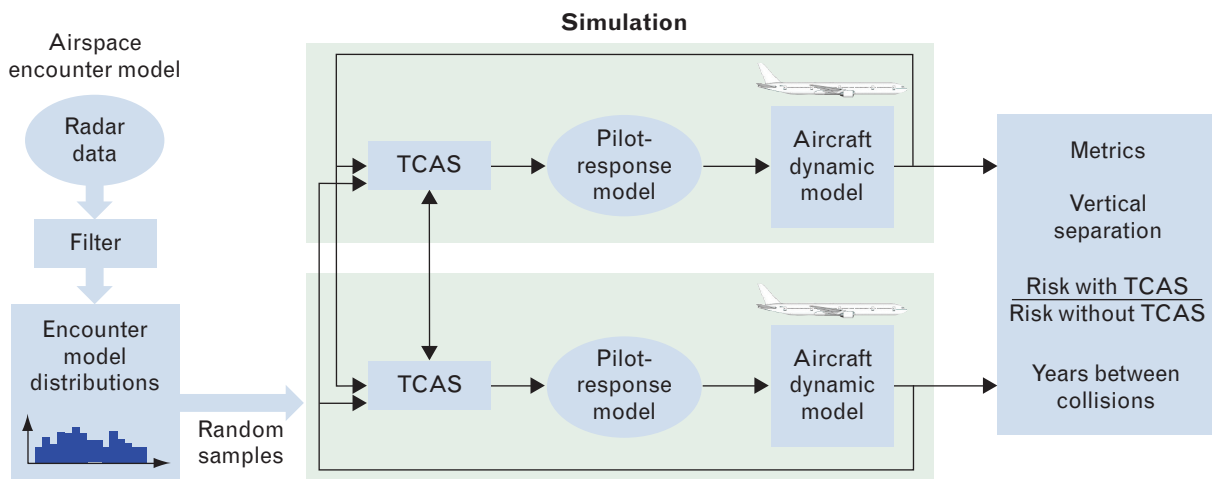 Simulation
Airspace
encounter model
Radar
data
Filter
Encounter
model
distributions
Random
samples
TCAS
Pilot-
response
model
Aircraft
dynamic
model
TCAS
Pilot-
response
model
Aircraft
dynamic
model
Metrics
Vertical
separation
Risk with TCAS
Risk without TCAS
Years between
collisions